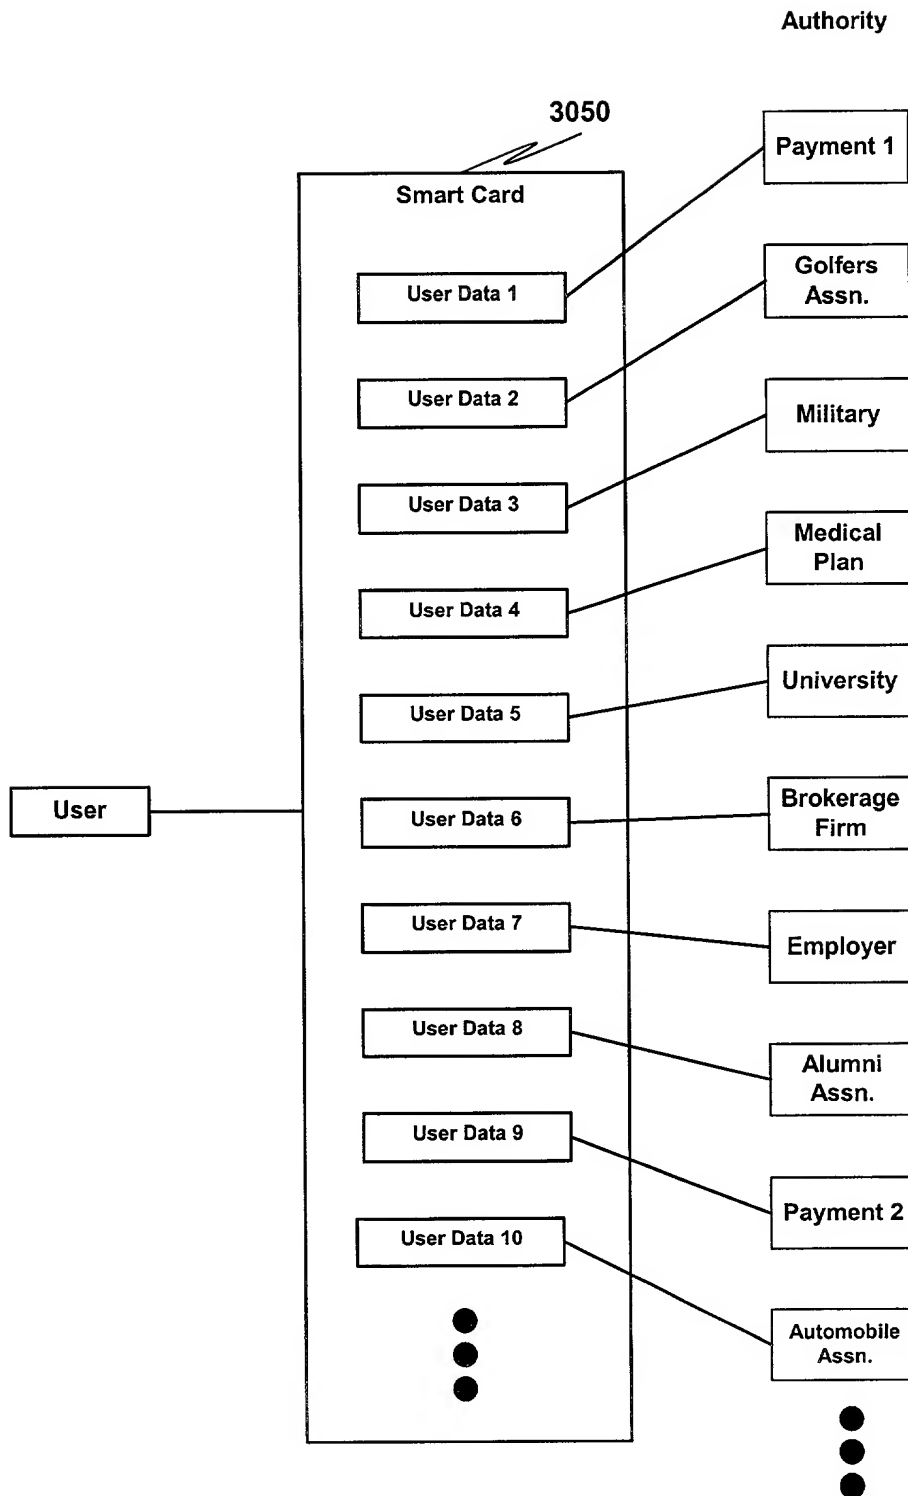 Authority
3050
Smart Card
User Data 1
User Data 2
User Data 3
User Data 4
User Data 5
User Data 6
User Data 7
User Data 8
User Data 9
User Data 10
User
Payment 1
Golfers
Assn.
Military
Medical
Plan
University
Brokerage
Firm
Employer
Alumni
Assn.
Payment 2
Automobile
Assn.